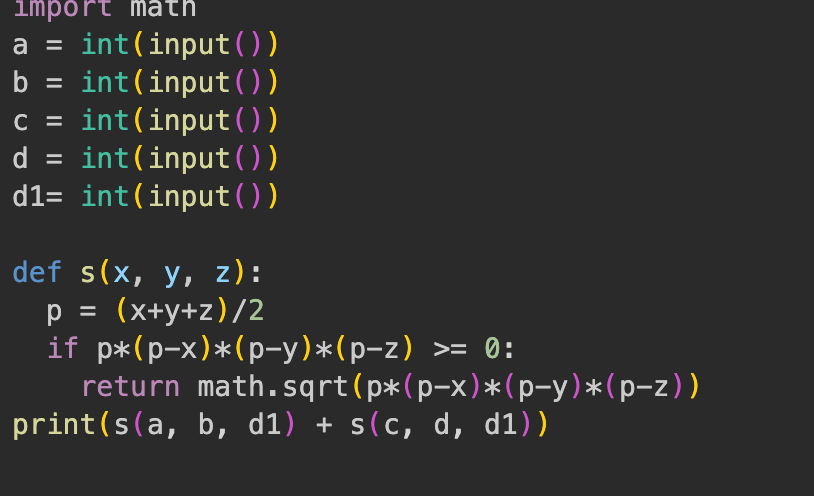 import math
a = int(input())
b = int(input())
c = int(input())
d = int(input())
d1= int(input())
def s(x, y, z):
  p = (x+y+z)/2
  if p*(p-x)*(p-y)*(p-z) >= 0:
    return math.sqrt(p*(p-x)*(p-y)*(p-z))
print(s(a, b, d1) + s(c, d, d1))